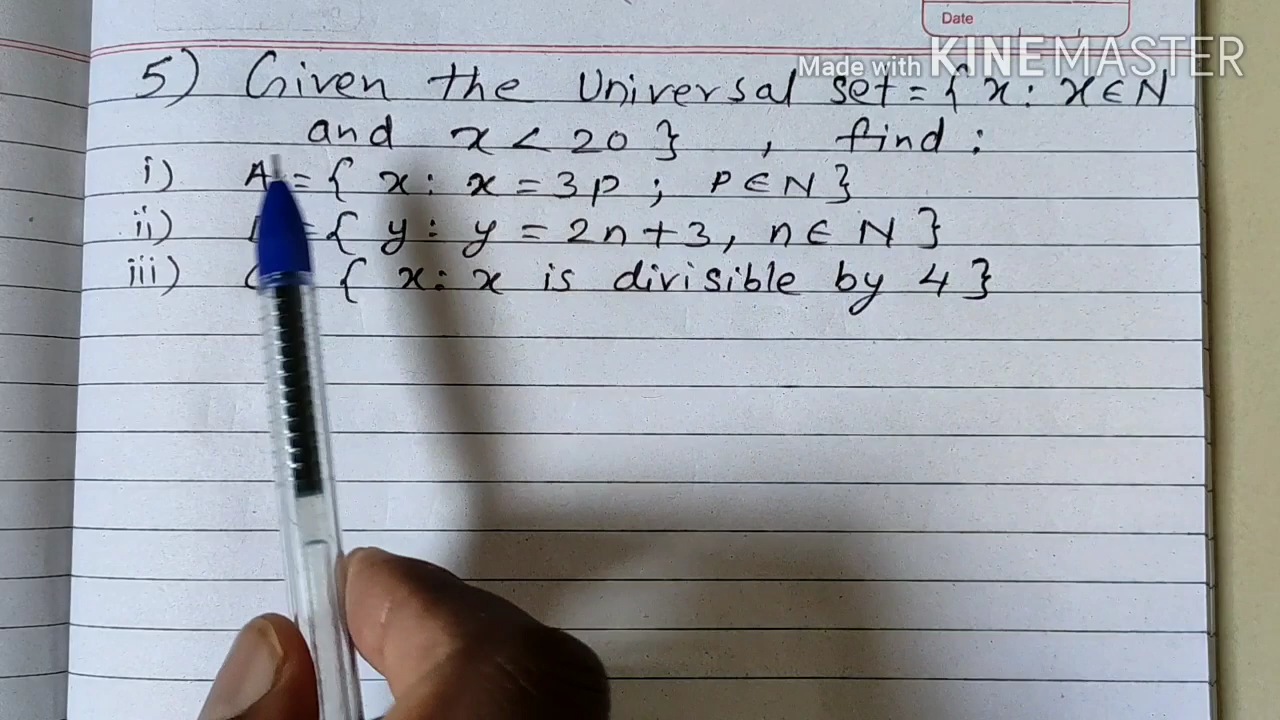 Date
Made with KINEMASTER
5) Given the Universal set = { x : x ∈ N
and x < 20 } , find :
i) A = { x : x = 3p ; p ∈ N }
ii) = { y : y = 2n + 3, n ∈ N }
iii) { x : x is divisible by 4 }